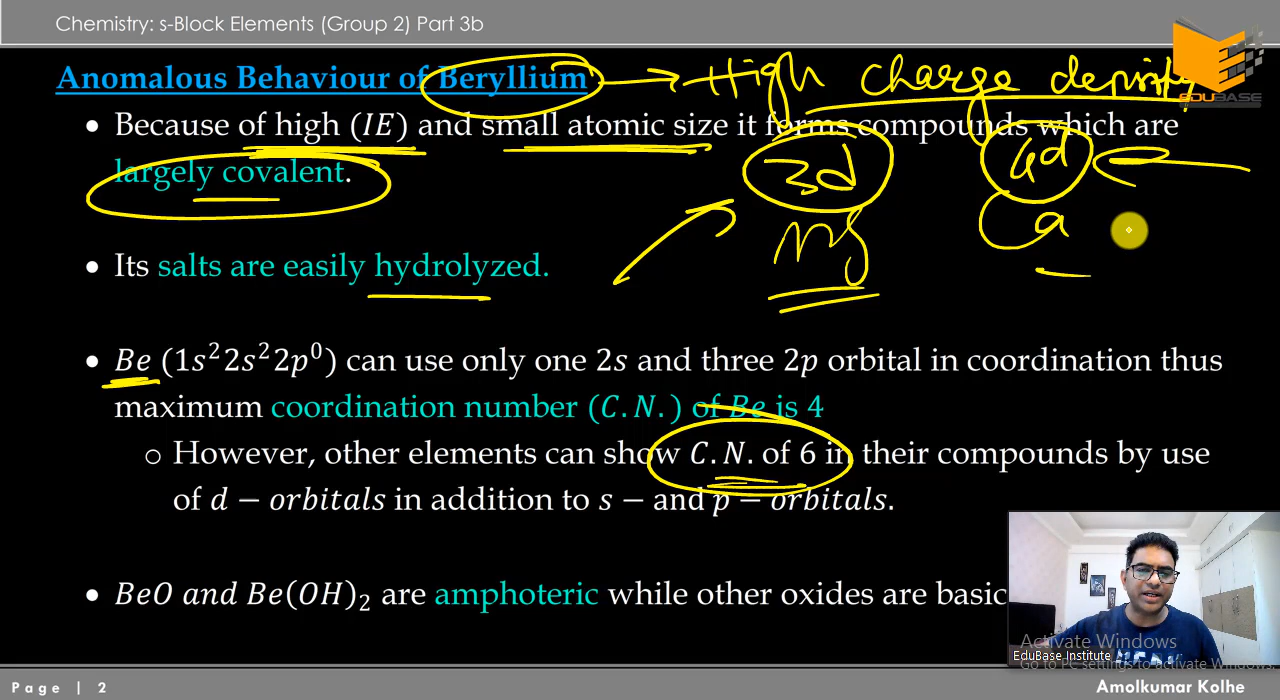 Chemistry: s-Block Elements (Group 2) Part 3b
EDUBASE
Anomalous Behaviour of Beryllium → High charge density
• Because of high (IE) and small atomic size it forms compounds which are
largely covalent.
3d 4d
Mg
• Its salts are easily hydrolyzed.
• Be (1s²2s²2p⁰) can use only one 2s and three 2p orbital in coordination thus
maximum coordination number (C.N.) of Be is 4
○ However, other elements can show C.N. of 6 in their compounds by use
of d − orbitals in addition to s − and p − orbitals.
• BeO and Be(OH)₂ are amphoteric while other oxides are basic
Activate Windows
EduBase Institute
Go to PC settings to activate Windows.
Page | 2
Amolkumar Kolhe